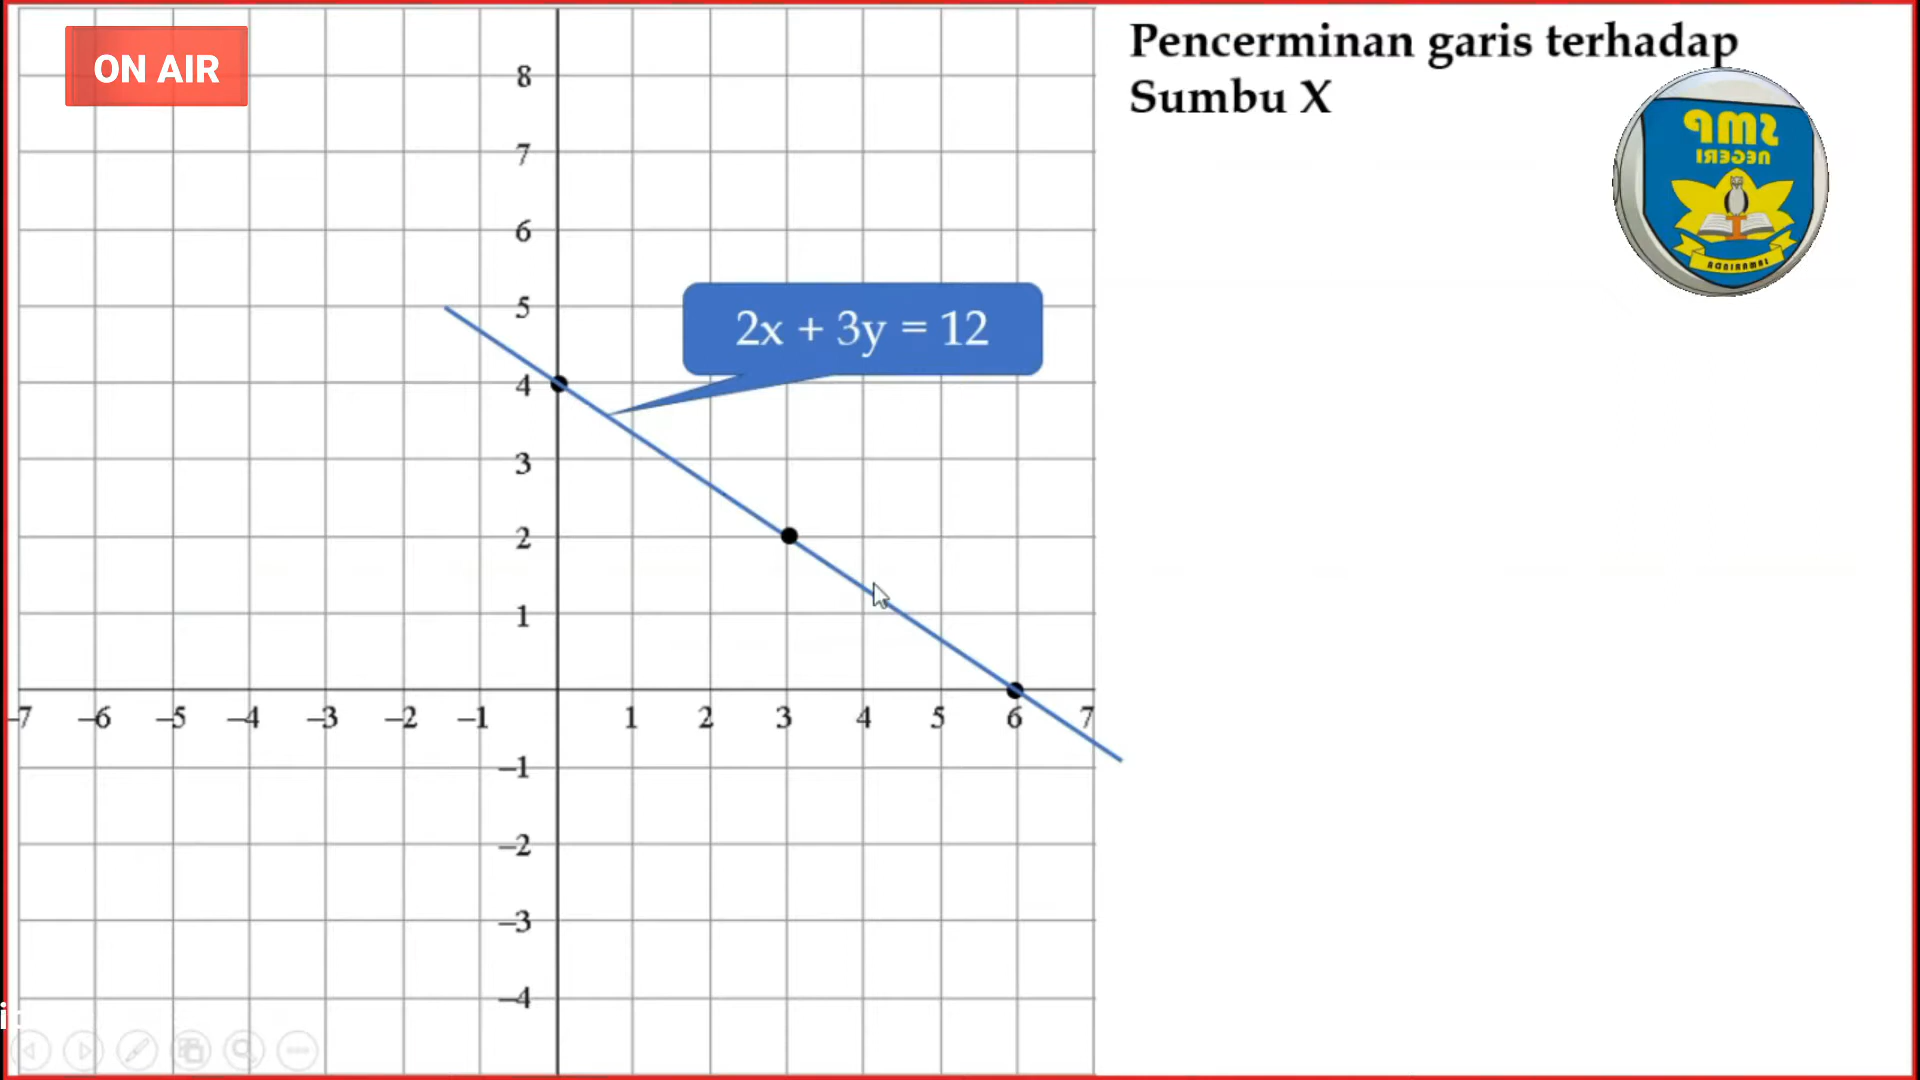 ON AIR
Pencerminan garis terhadap
Sumbu X
SMP
NEGERI
SAMARINDA
8
7
6
5
2x + 3y = 12
4
3
2
1
–7 –6 –5 –4 –3 –2 –1 1 2 3 4 5 6 7
–1
–2
–3
–4